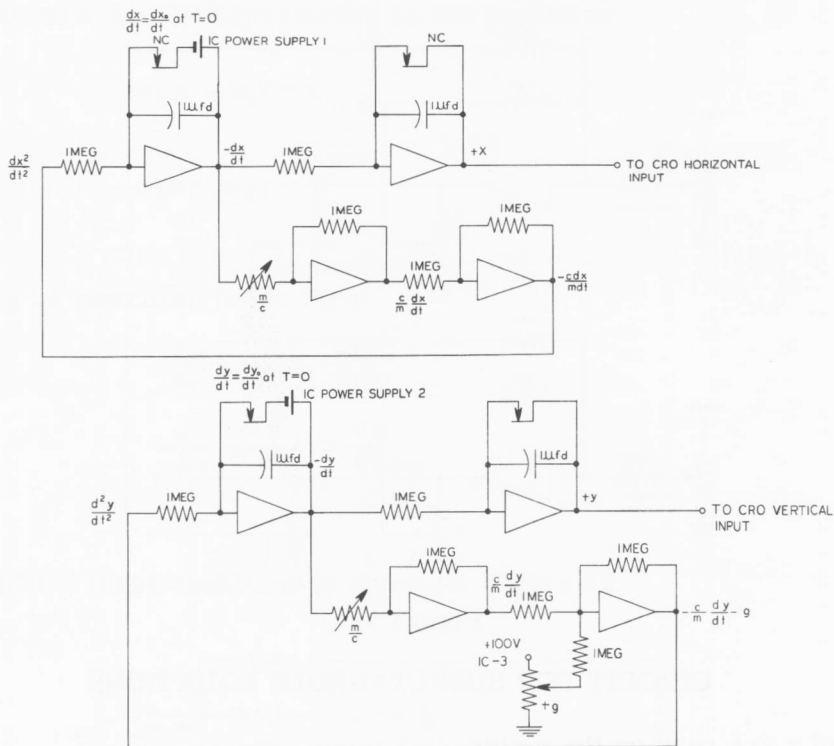 dx/dt = dx₀/dt at T=0
NC
IC POWER SUPPLY 1
NC
1µfd
1µfd
dx²/dt²
1MEG
-dx/dt
1MEG
+X
TO CRO HORIZONTAL
INPUT
1MEG
1MEG
m/c
1MEG
c/m dx/dt
-cdx/mdt
dy/dt = dy₀/dt at T=0
IC POWER SUPPLY 2
1µfd
-dy/dt
1µfd
d²y/dt²
1MEG
1MEG
+y
TO CRO VERTICAL
INPUT
1MEG
1MEG
c/m dy/dt
1MEG
m/c
-c/m dy/dt - g
+100V
IC-3
1MEG
+g